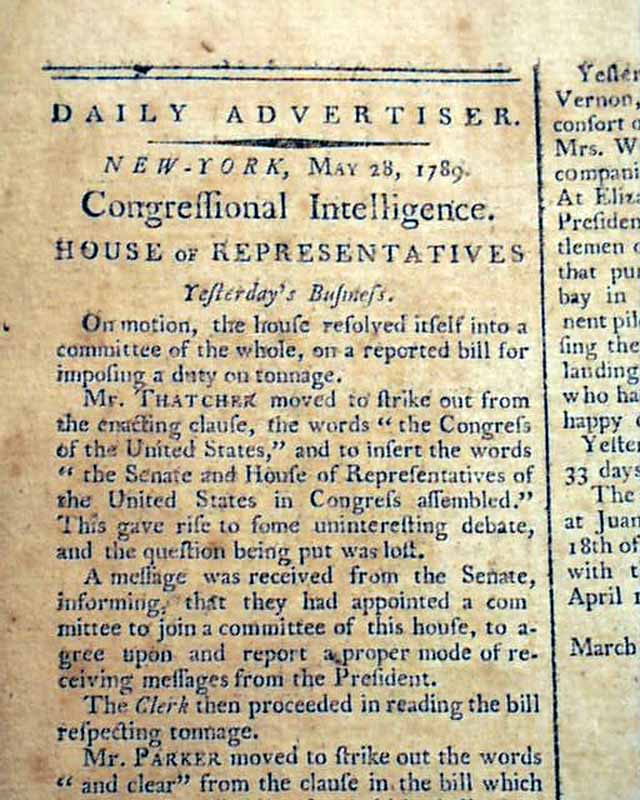 DAILY ADVERTISER.
NEW-YORK, MAY 28, 1789.
Congreſſional Intelligence.
HOUSE OF REPRESENTATIVES
Yeſterday's Buſineſs.
On motion, the houſe reſolved itſelf into a
committee of the whole, on a reported bill for
impoſing a duty on tonnage.
Mr. THATCHER moved to ſtrike out from
the enacting clauſe, the words “ the Congreſs
of the United States,” and to inſert the words
“ the Senate and Houſe of Repreſentatives of
the United States in Congreſs aſſembled.”
This gave riſe to ſome unintereſting debate,
and the queſtion being put was loſt.
A meſſage was received from the Senate,
informing, that they had appointed a com
mittee to join a committee of this houſe, to a-
gree upon and report a proper mode of re-
ceiving meſſages from the Preſident.
The Clerk then proceeded in reading the bill
reſpecting tonnage.
Mr. PARKER moved to ſtrike out the words
“ and clear” from the clauſe in the bill which
Yeſter
Vernon,
conſort o
Mrs. W
compani
At Eliza
Preſiden
tlemen o
that pur
bay in
nent pil
ſing the
landing
who ha
happy
Yeſter
33 days
The
at Juan
18th of
with t
April 1
March